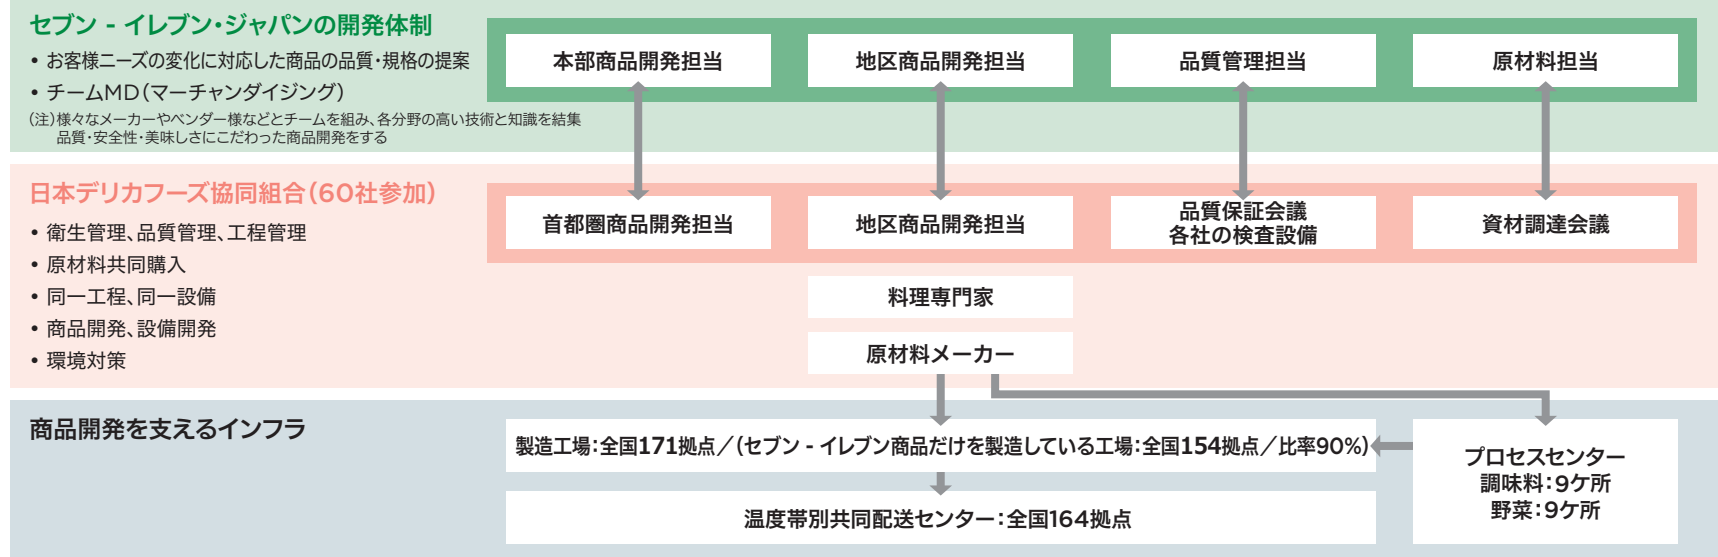 セブン - イレブン・ジャパンの開発体制
• お客様ニーズの変化に対応した商品の品質・規格の提案
• チームMD(マーチャンダイジング)
(注)様々なメーカーやベンダー様などとチームを組み、各分野の高い技術と知識を結集
品質・安全性・美味しさにこだわった商品開発をする
本部商品開発担当
地区商品開発担当
品質管理担当
原材料担当
日本デリカフーズ協同組合(60社参加)
• 衛生管理、品質管理、工程管理
• 原材料共同購入
• 同一工程、同一設備
• 商品開発、設備開発
• 環境対策
首都圏商品開発担当
地区商品開発担当
品質保証会議
各社の検査設備
資材調達会議
料理専門家
原材料メーカー
商品開発を支えるインフラ
製造工場:全国171拠点/(セブン - イレブン商品だけを製造している工場:全国154拠点/比率90%)
プロセスセンター
調味料:9ケ所
野菜:9ケ所
温度帯別共同配送センター:全国164拠点